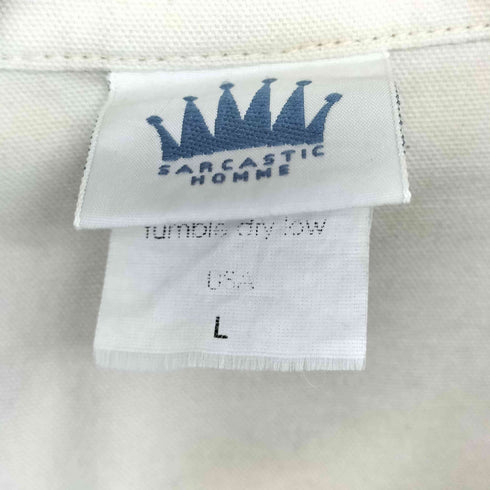 SARCASTIC
HOMME
tumble dry low
USA
L